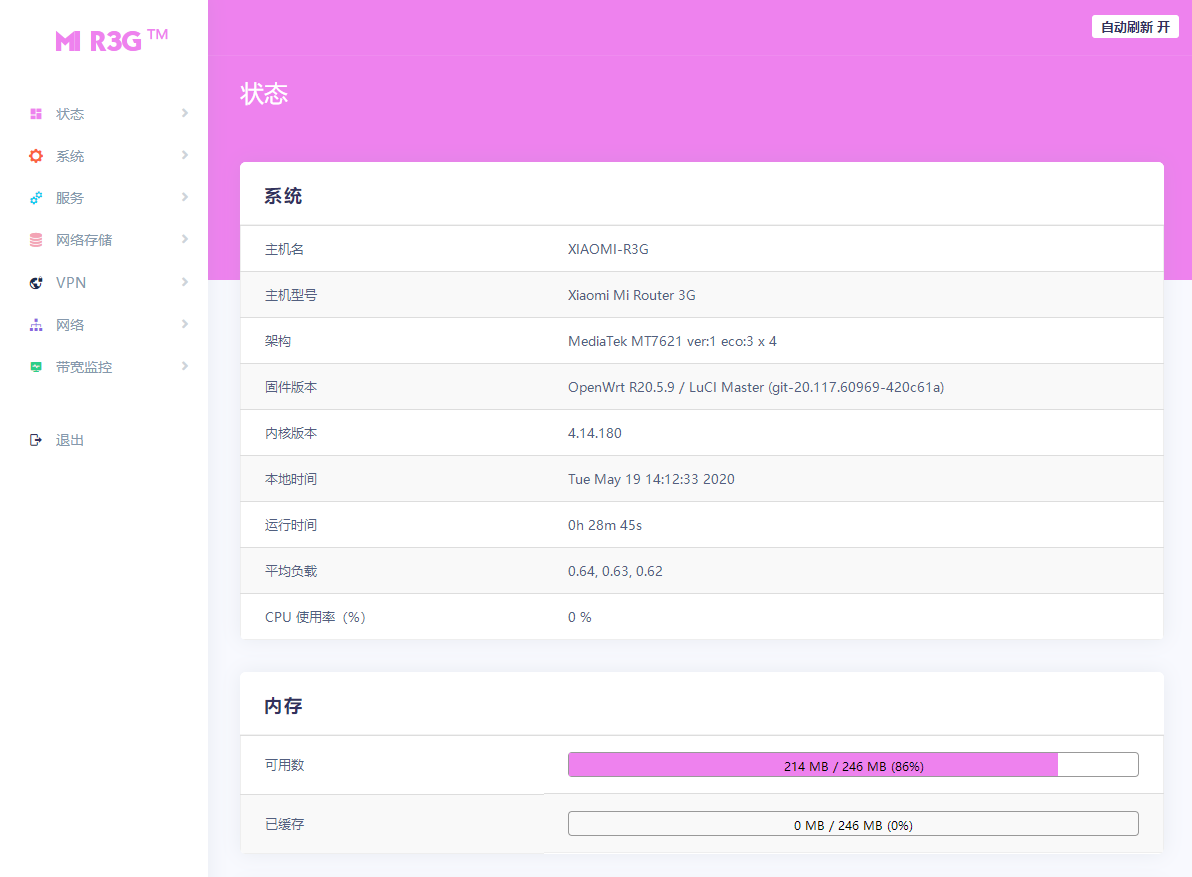 MI R3G™
自动刷新 开
状态
系统
服务
网络存储
VPN
网络
带宽监控
退出
状态
系统
主机名 XIAOMI-R3G
主机型号 Xiaomi Mi Router 3G
架构 MediaTek MT7621 ver:1 eco:3 x 4
固件版本 OpenWrt R20.5.9 / LuCI Master (git-20.117.60969-420c61a)
内核版本 4.14.180
本地时间 Tue May 19 14:12:33 2020
运行时间 0h 28m 45s
平均负载 0.64, 0.63, 0.62
CPU 使用率（%） 0 %
内存
可用数 214 MB / 246 MB (86%)
已缓存 0 MB / 246 MB (0%)